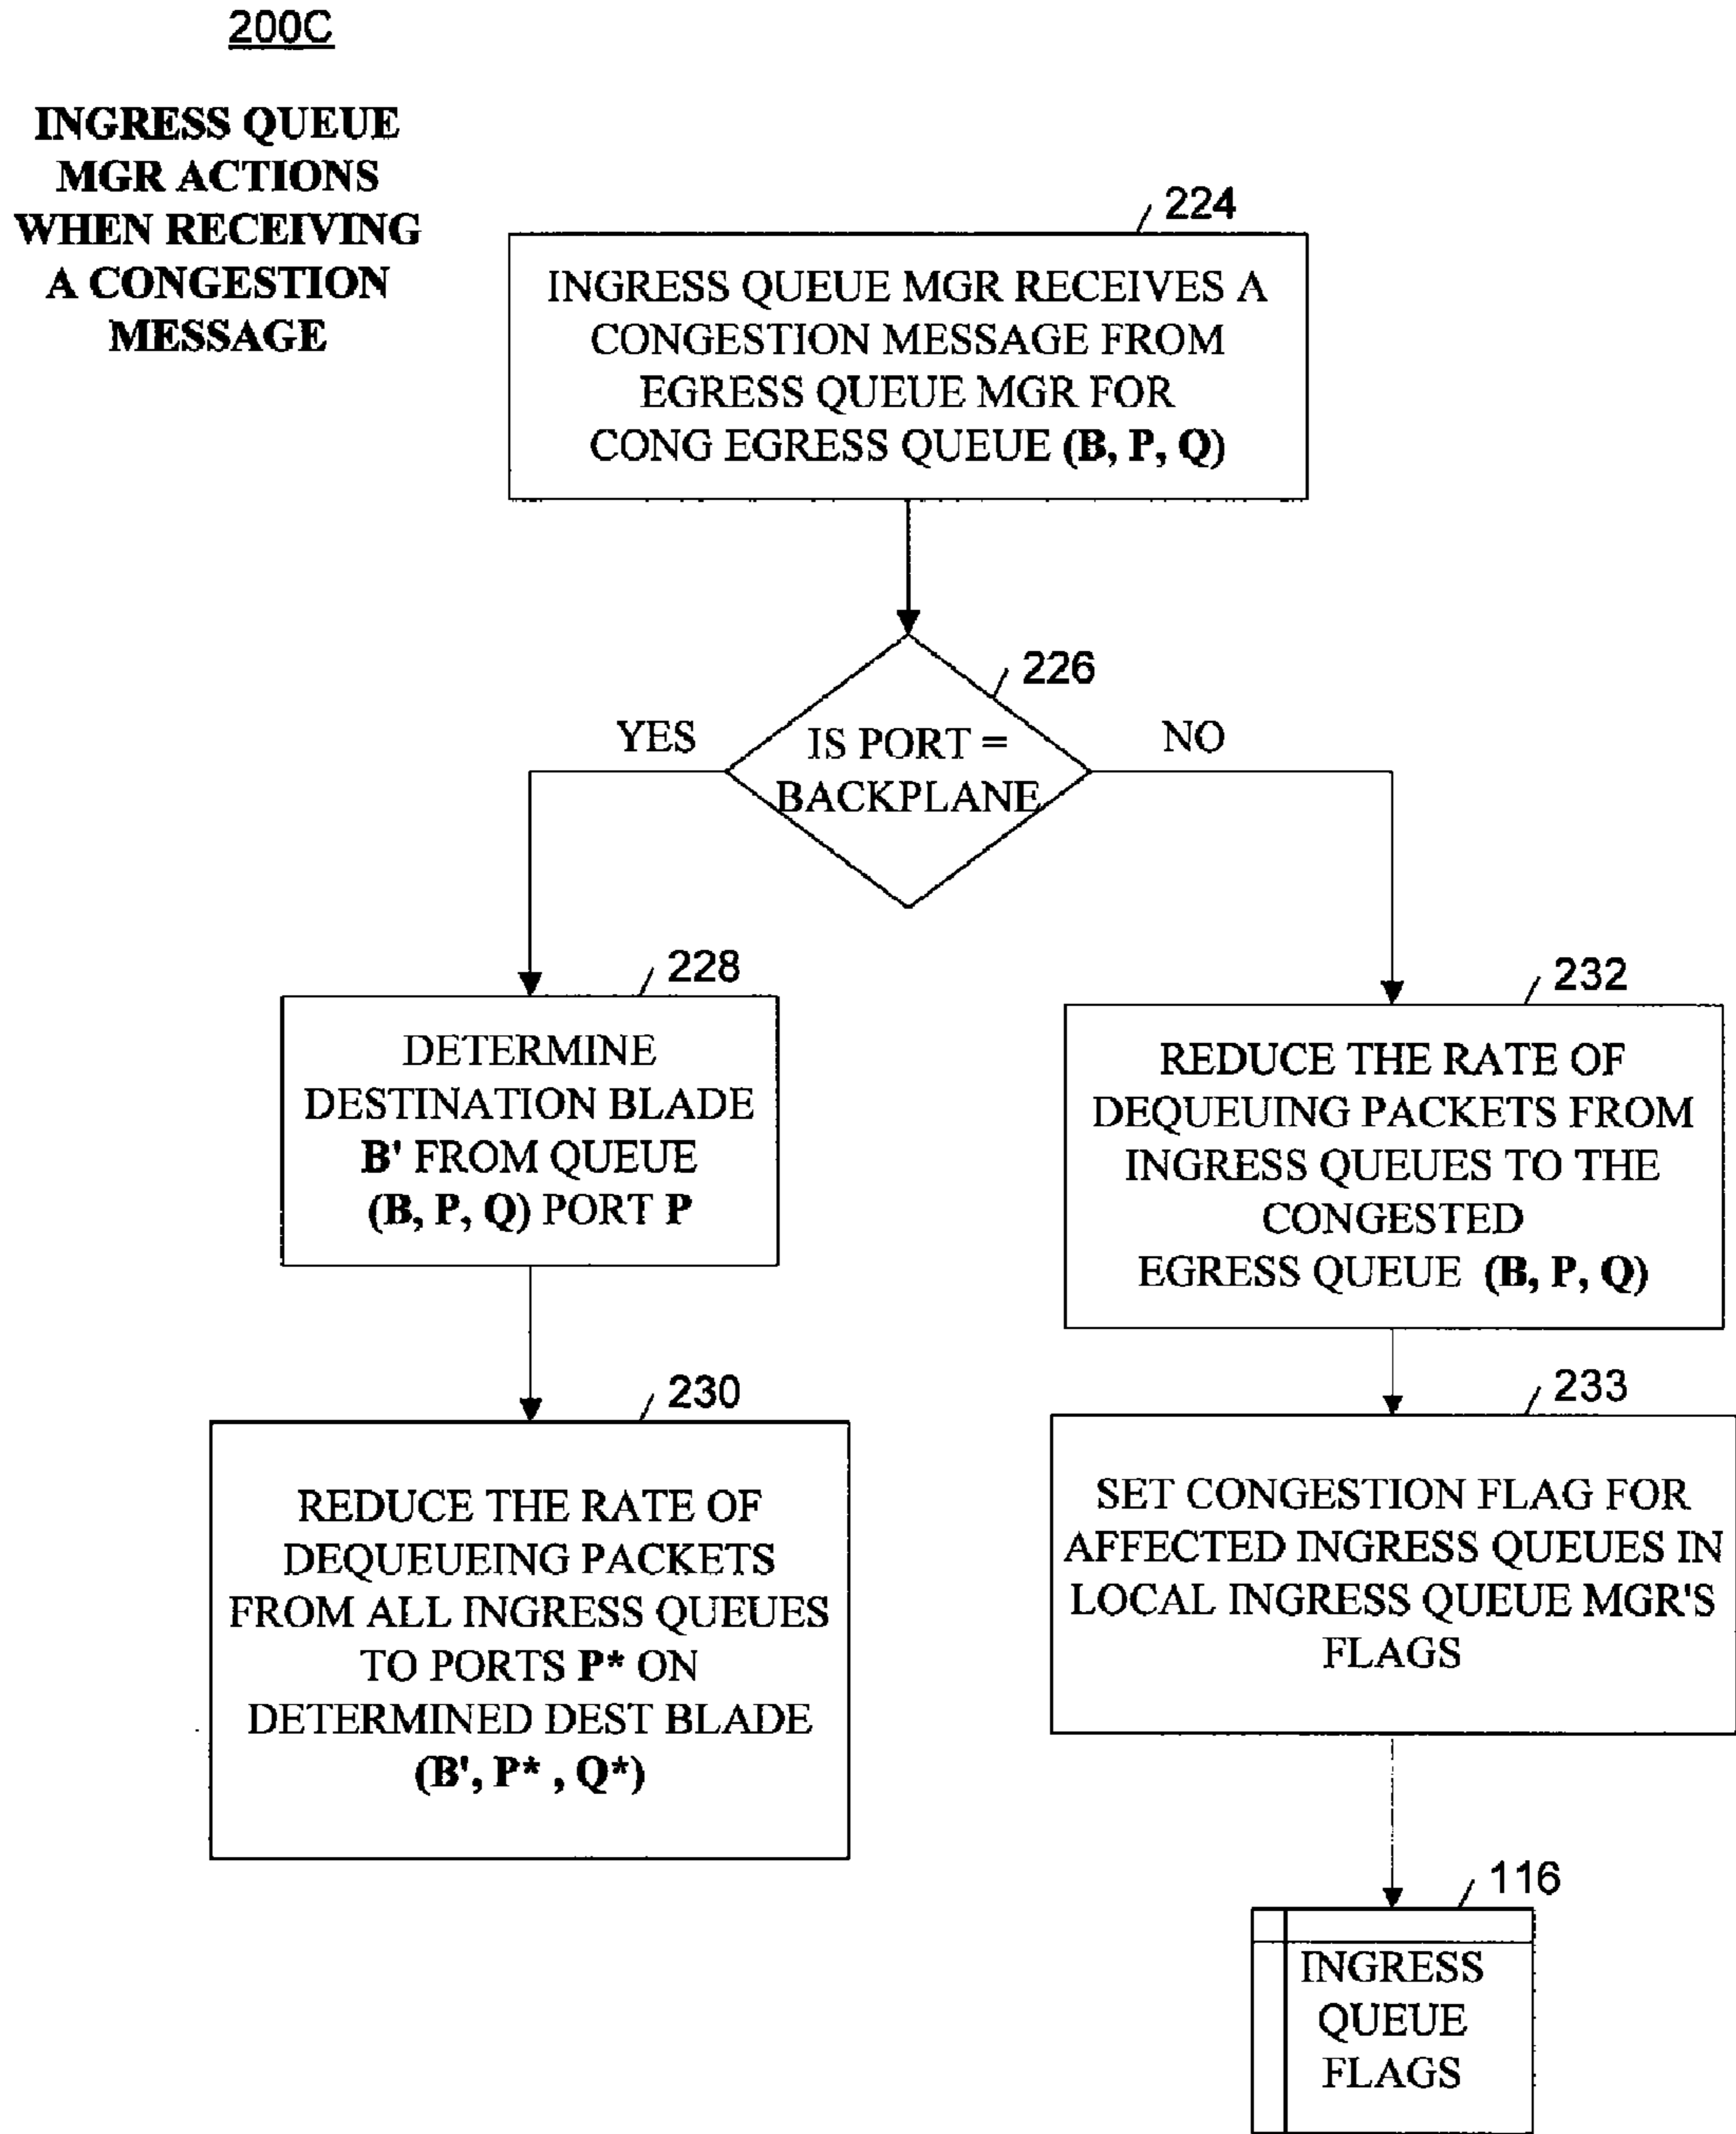 200C
INGRESS QUEUE
MGR ACTIONS
WHEN RECEIVING
A CONGESTION
MESSAGE
224
INGRESS QUEUE MGR RECEIVES A
CONGESTION MESSAGE FROM
EGRESS QUEUE MGR FOR
CONG EGRESS QUEUE (B, P, Q)
226
YES
IS PORT =
BACKPLANE
NO
228
DETERMINE
DESTINATION BLADE
B' FROM QUEUE
(B, P, Q) PORT P
232
REDUCE THE RATE OF
DEQUEUING PACKETS FROM
INGRESS QUEUES TO THE
CONGESTED
EGRESS QUEUE (B, P, Q)
230
REDUCE THE RATE OF
DEQUEUEING PACKETS
FROM ALL INGRESS QUEUES
TO PORTS P* ON
DETERMINED DEST BLADE
(B', P* , Q*)
233
SET CONGESTION FLAG FOR
AFFECTED INGRESS QUEUES IN
LOCAL INGRESS QUEUE MGR'S
FLAGS
116
INGRESS
QUEUE
FLAGS